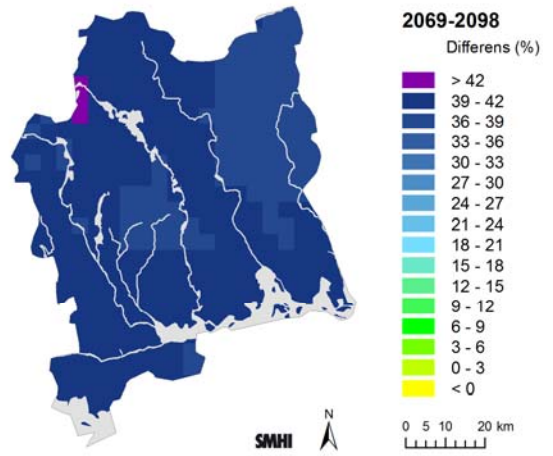 2069-2098
Differens (%)
> 42
39 - 42
36 - 39
33 - 36
30 - 33
27 - 30
24 - 27
21 - 24
18 - 21
15 - 18
12 - 15
9 - 12
6 - 9
3 - 6
0 - 3
< 0
SMHI
N
0 5 10 20 km